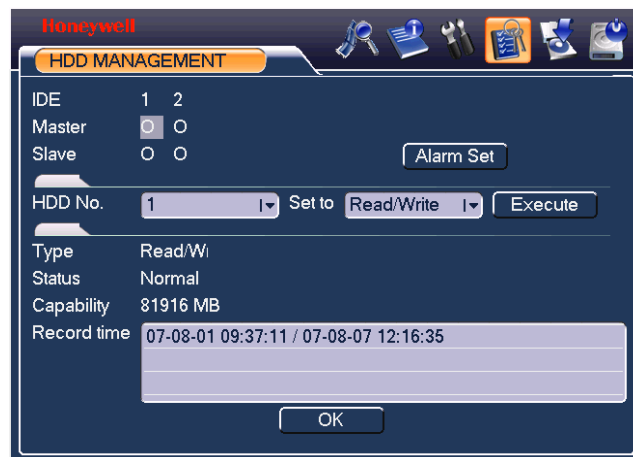 Honeywell
HDD MANAGEMENT
IDE 1 2
Master O O
Slave O O Alarm Set
HDD No. 1 Set to Read/Write Execute
Type Read/W
Status Normal
Capability 81916 MB
Record time 07-08-01 09:37:11 / 07-08-07 12:16:35
OK